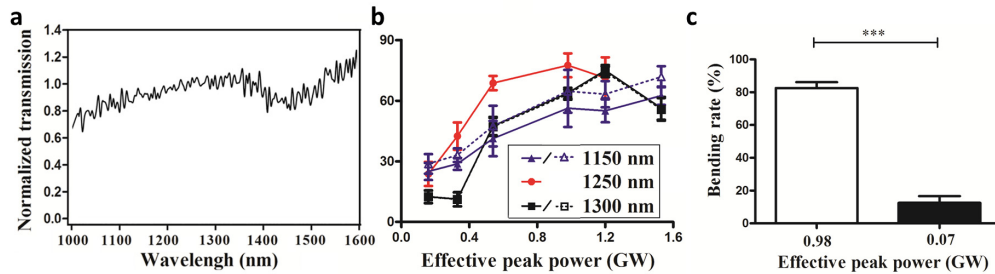 a
Normalized transmission
1.4
1.2
1.0
0.8
0.6
0.4
0.2
0.0
1000 1100 1200 1300 1400 1500 1600
Wavelengh (nm)
b
90
60
30
0
0.0 0.4 0.8 1.2 1.6
Effective peak power (GW)
/ 1150 nm
1250 nm
/ 1300 nm
c
***
Bending rate (%)
100
80
60
40
20
0
0.98 0.07
Effective peak power (GW)